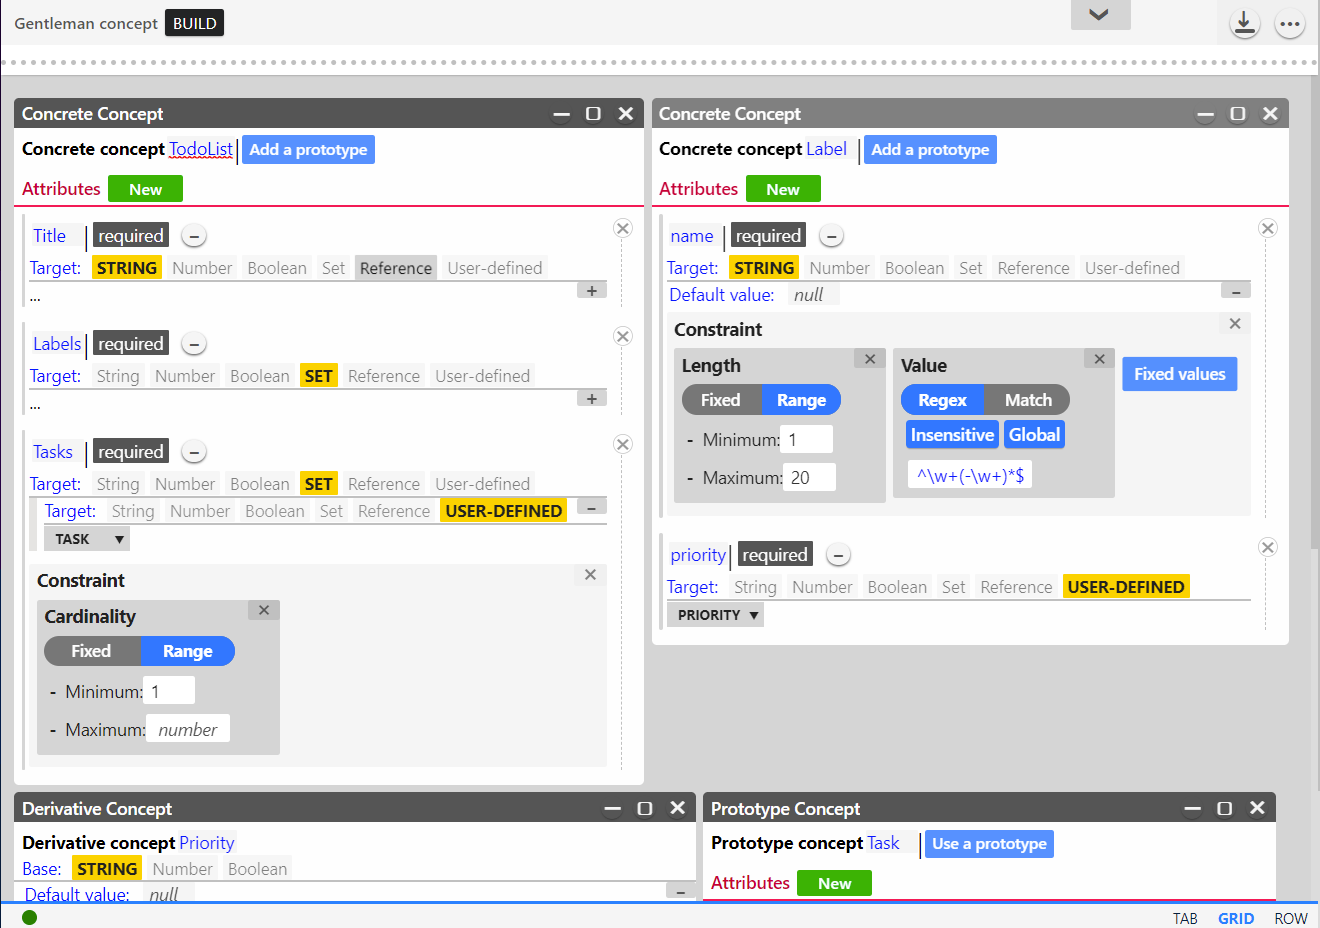 Gentleman concept BUILD
Concrete Concept
Concrete concept TodoList Add a prototype
Attributes New
Title required
Target: STRING Number Boolean Set Reference User-defined
...
Labels required
Target: String Number Boolean SET Reference User-defined
...
Tasks required
Target: String Number Boolean SET Reference User-defined
Target: String Number Boolean Set Reference USER-DEFINED
TASK
Constraint
Cardinality
Fixed Range
- Minimum: 1
- Maximum: number
Concrete Concept
Concrete concept Label Add a prototype
Attributes New
name required
Target: STRING Number Boolean Set Reference User-defined
Default value: null
Constraint
Length
Fixed Range
- Minimum: 1
- Maximum: 20
Value
Regex Match
Insensitive Global
^\w+(-\w+)*$
Fixed values
priority required
Target: String Number Boolean Set Reference USER-DEFINED
PRIORITY
Derivative Concept
Derivative concept Priority
Base: STRING Number Boolean
Default value: null
Prototype Concept
Prototype concept Task Use a prototype
Attributes New
TAB GRID ROW